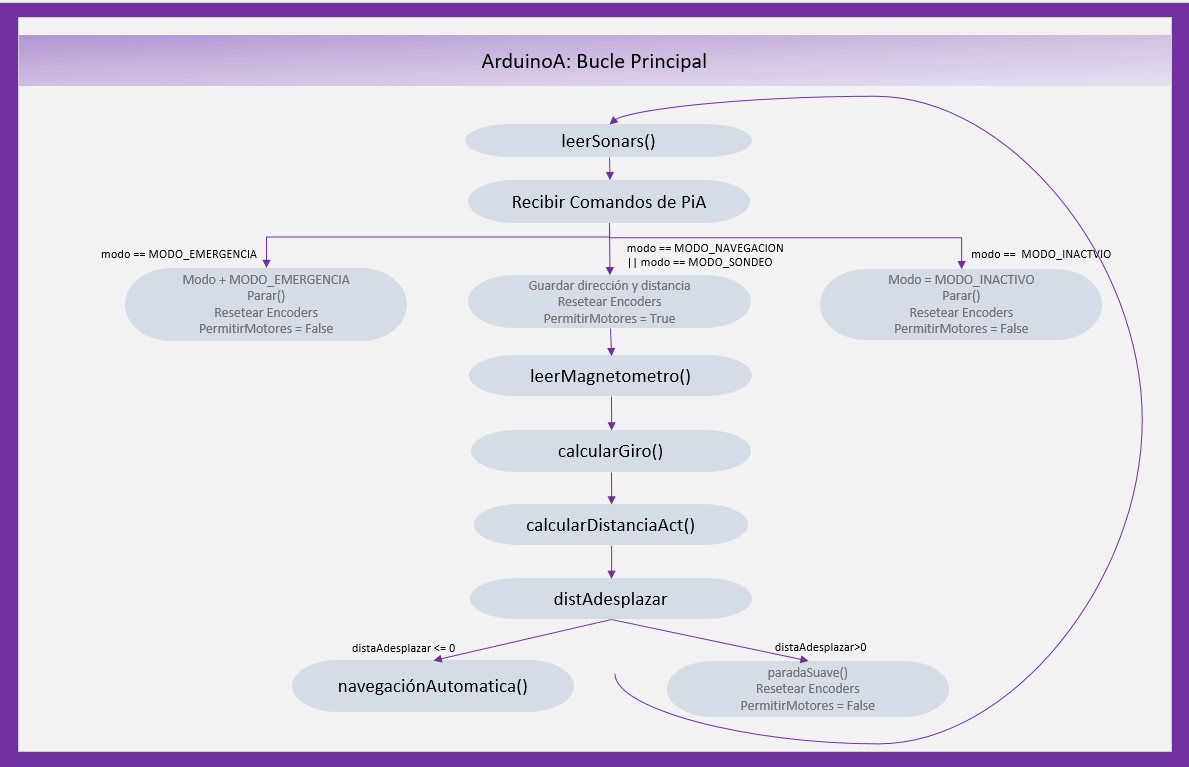 ArduinoA: Bucle Principal
leerSonars()
Recibir Comandos de PiA
modo == MODO_EMERGENCIA
modo == MODO_NAVEGACION
|| modo == MODO_SONDEO
modo ==  MODO_INACTVIO
Modo + MODO_EMERGENCIA
Parar()
Resetear Encoders
PermitirMotores = False
Guardar dirección y distancia
Resetear Encoders
PermitirMotores = True
Modo = MODO_INACTIVO
Parar()
Resetear Encoders
PermitirMotores = False
leerMagnetometro()
calcularGiro()
calcularDistanciaAct()
distAdesplazar
distaAdesplazar <= 0
distaAdesplazar>0
navegaciónAutomatica()
paradaSuave()
Resetear Encoders
PermitirMotores = False